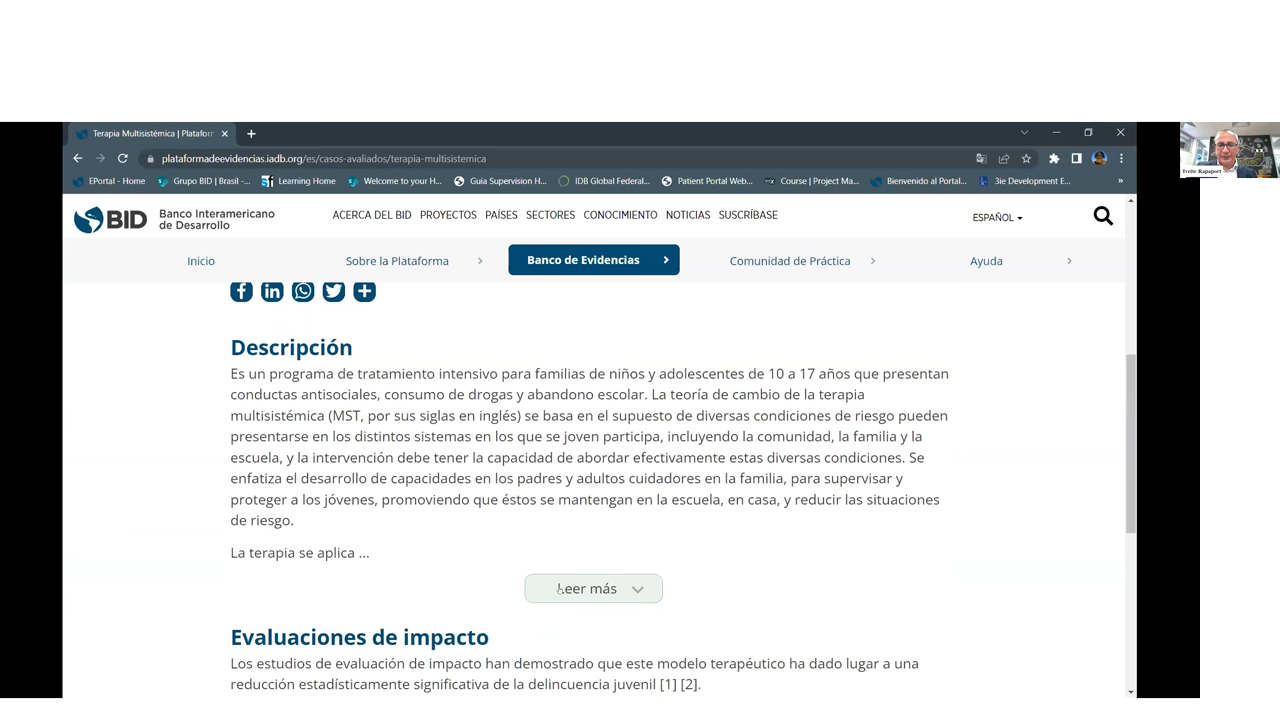 Terapia Multisistémica | Platafor
plataformadeevidencias.iadb.org/es/casos-avaliados/terapia-multisistemica
EPortal - Home
Grupo BID | Brasil -...
Learning Home
Welcome to your H...
Guia Supervision H...
IDB Global Federal...
Patient Portal Web...
Course | Project Ma...
Bienvenido al Portal...
3ie Development E...
»
Ivette Rapaport
BID
Banco Interamericano
de Desarrollo
ACERCA DEL BID PROYECTOS PAÍSES SECTORES CONOCIMIENTO NOTICIAS SUSCRÍBASE
ESPAÑOL
Inicio
Sobre la Plataforma
Banco de Evidencias
Comunidad de Práctica
Ayuda
Descripción
Es un programa de tratamiento intensivo para familias de niños y adolescentes de 10 a 17 años que presentan
conductas antisociales, consumo de drogas y abandono escolar. La teoría de cambio de la terapia
multisistémica (MST, por sus siglas en inglés) se basa en el supuesto de diversas condiciones de riesgo pueden
presentarse en los distintos sistemas en los que se joven participa, incluyendo la comunidad, la familia y la
escuela, y la intervención debe tener la capacidad de abordar efectivamente estas diversas condiciones. Se
enfatiza el desarrollo de capacidades en los padres y adultos cuidadores en la familia, para supervisar y
proteger a los jóvenes, promoviendo que éstos se mantengan en la escuela, en casa, y reducir las situaciones
de riesgo.
La terapia se aplica ...
Leer más
Evaluaciones de impacto
Los estudios de evaluación de impacto han demostrado que este modelo terapéutico ha dado lugar a una
reducción estadísticamente significativa de la delincuencia juvenil [1] [2].